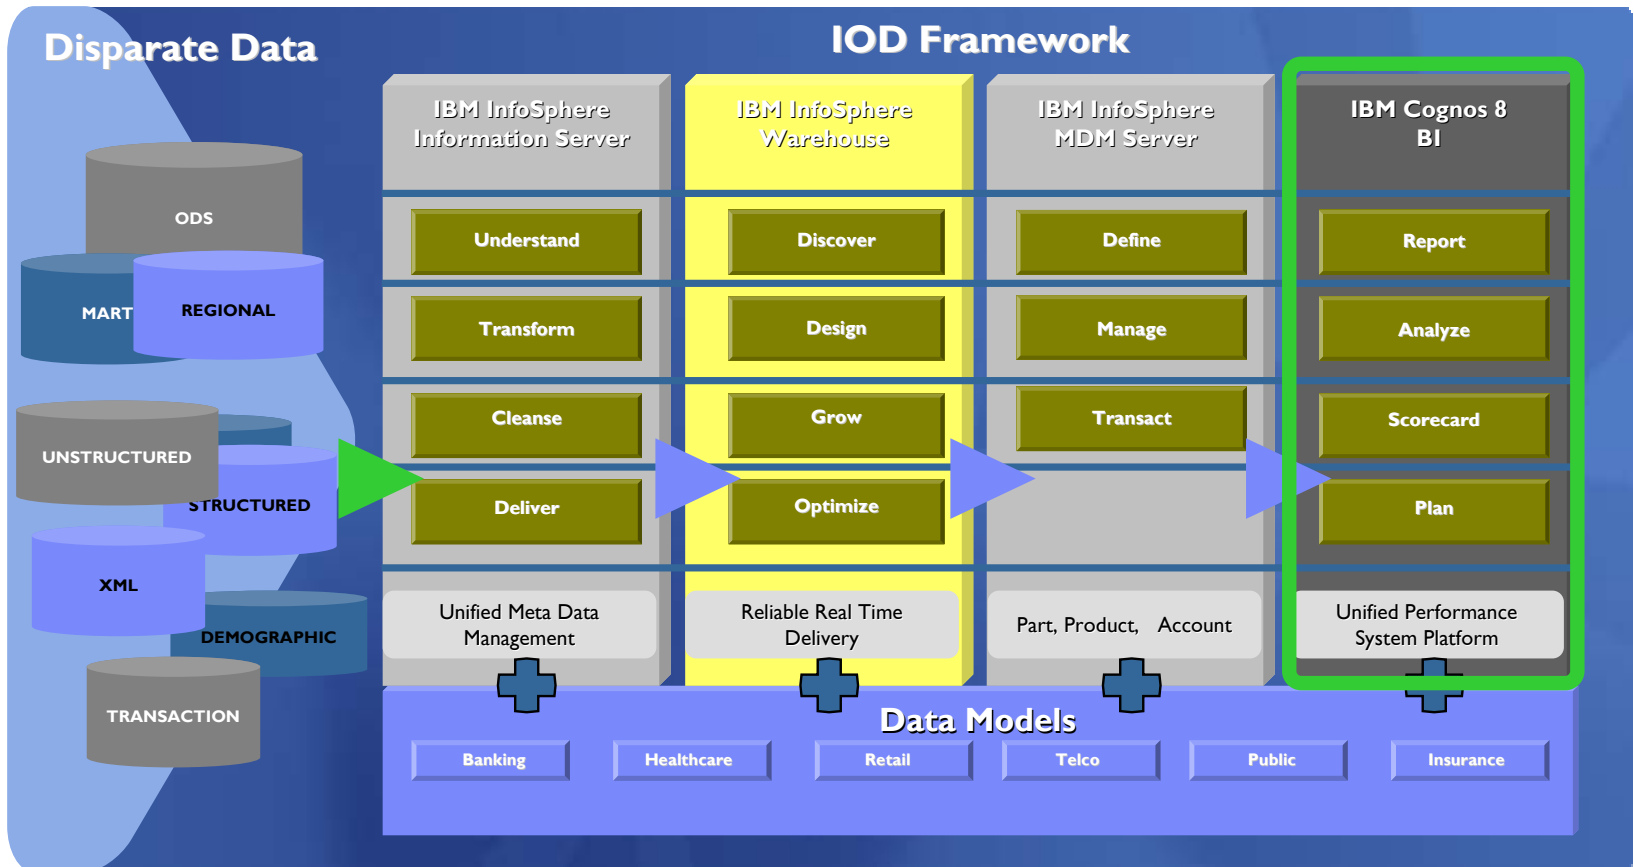 Disparate Data
IOD Framework
ODS
MART
REGIONAL
UNSTRUCTURED
STRUCTURED
XML
DEMOGRAPHIC
TRANSACTION
IBM InfoSphere
Information Server
Understand
Transform
Cleanse
Deliver
Unified Meta Data
Management
IBM InfoSphere
Warehouse
Discover
Design
Grow
Optimize
Reliable Real Time
Delivery
IBM InfoSphere
MDM Server
Define
Manage
Transact
Part, Product, Account
IBM Cognos 8
BI
Report
Analyze
Scorecard
Plan
Unified Performance
System Platform
Data Models
Banking
Healthcare
Retail
Telco
Public
Insurance